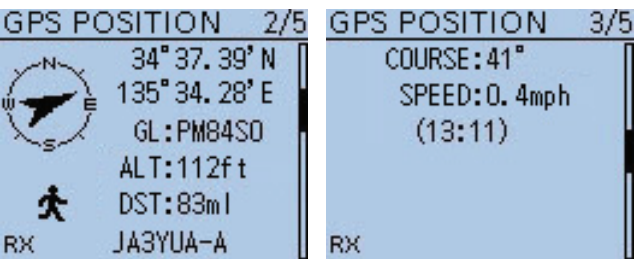 GPS POSITION 2/5
N
34°37.39'N
W E
135°34.28'E
S
GL:PM84SO
ALT:112ft
DST:83ml
RX JA3YUA-A
GPS POSITION 3/5
COURSE:41°
SPEED:0.4mph
(13:11)
RX